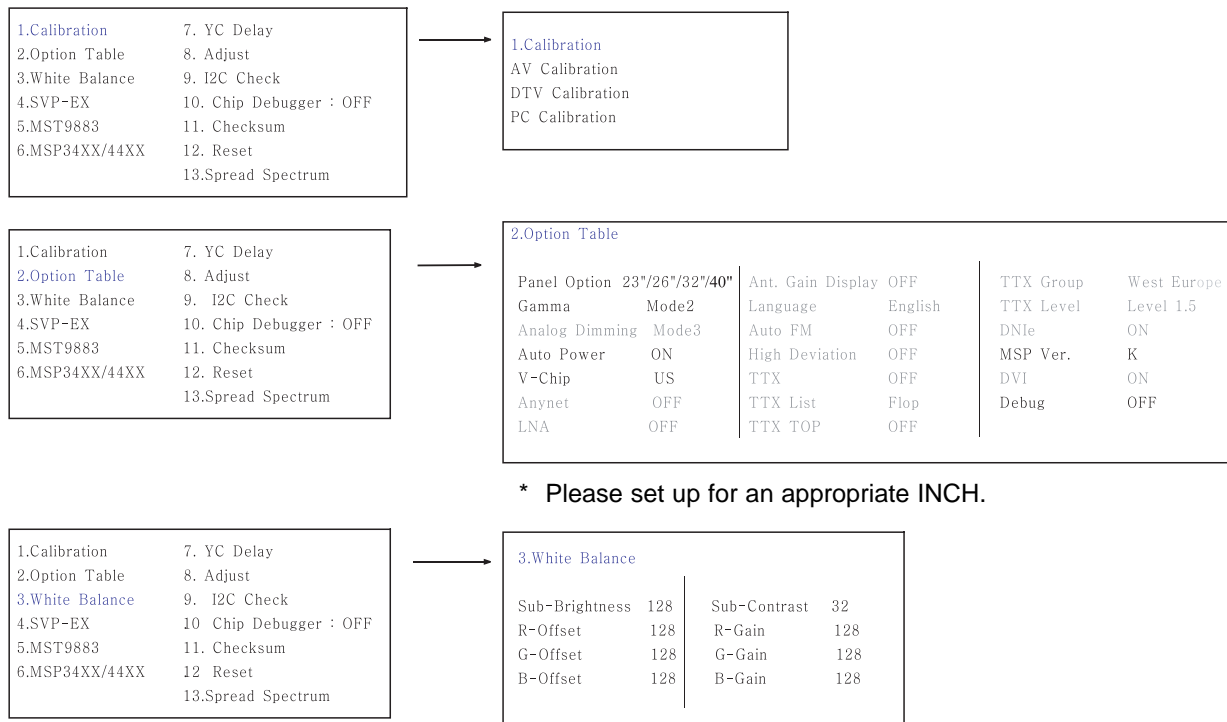 1.Calibration 7. YC Delay
2.Option Table 8. Adjust
3.White Balance 9. I2C Check
4.SVP-EX 10. Chip Debugger : OFF
5.MST9883 11. Checksum
6.MSP34XX/44XX 12. Reset
13.Spread Spectrum
1.Calibration
AV Calibration
DTV Calibration
PC Calibration
1.Calibration 7. YC Delay
2.Option Table 8. Adjust
3.White Balance 9. I2C Check
4.SVP-EX 10. Chip Debugger : OFF
5.MST9883 11. Checksum
6.MSP34XX/44XX 12. Reset
13.Spread Spectrum
2.Option Table
Panel Option 23"/26"/32"/40" Ant. Gain Display OFF TTX Group West Europe
Gamma Mode2 Language English TTX Level Level 1.5
Analog Dimming Mode3 Auto FM OFF DNIe ON
Auto Power ON High Deviation OFF MSP Ver. K
V-Chip US TTX OFF DVI ON
Anynet OFF TTX List Flop Debug OFF
LNA OFF TTX TOP OFF
* Please set up for an appropriate INCH.
1.Calibration 7. YC Delay
2.Option Table 8. Adjust
3.White Balance 9. I2C Check
4.SVP-EX 10 Chip Debugger : OFF
5.MST9883 11. Checksum
6.MSP34XX/44XX 12 Reset
13.Spread Spectrum
3.White Balance
Sub-Brightness 128 Sub-Contrast 32
R-Offset 128 R-Gain 128
G-Offset 128 G-Gain 128
B-Offset 128 B-Gain 128